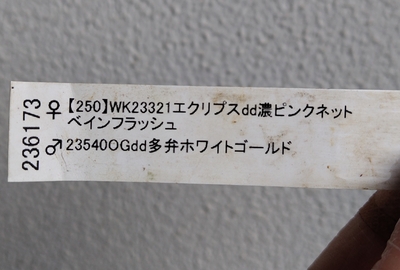 236173
♀【250】WK23321エクリプスdd濃ピンクネット
ベインフラッシュ
♂23540OGdd多弁ホワイトゴールド